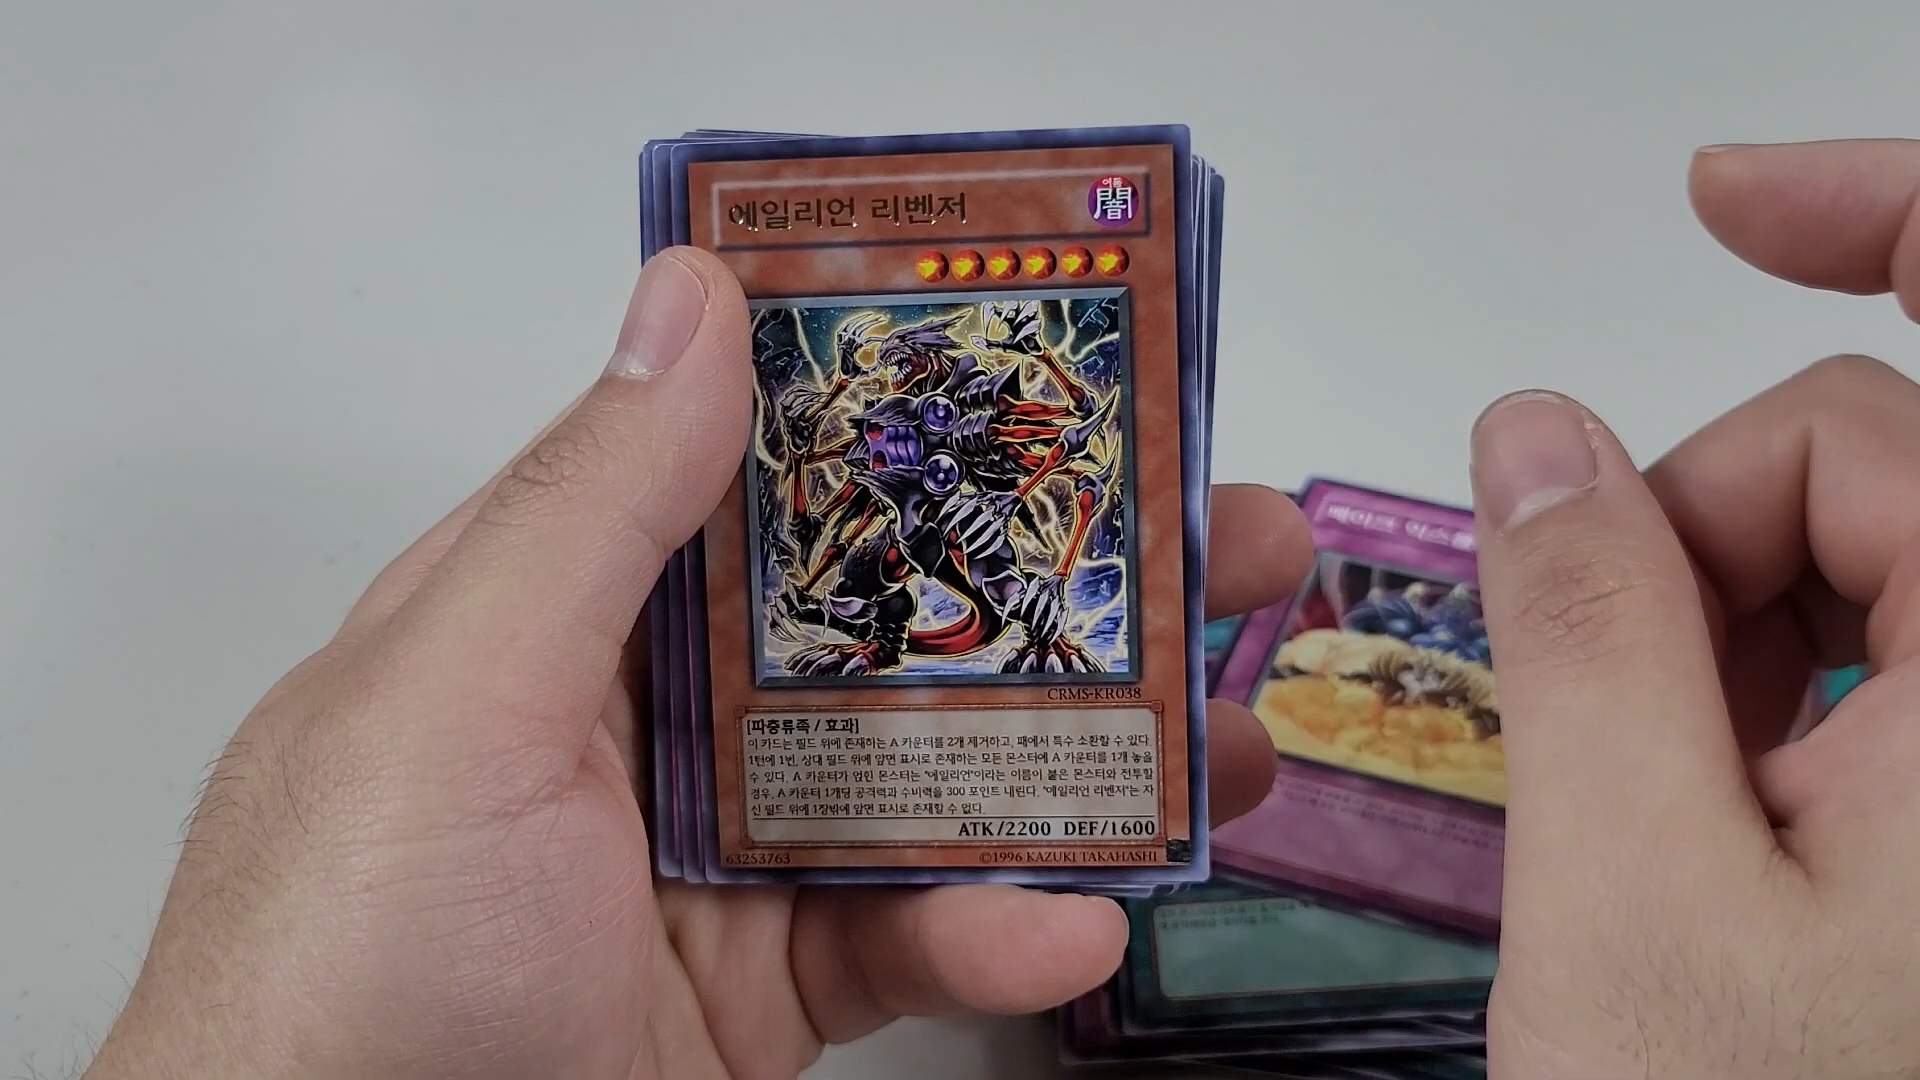 에일리언 리벤저
어둠
闇
CRMS-KR038
[파충류족 / 효과]
이 카드는 필드 위에 존재하는 A 카운터를 2개 제거하고, 패에서 특수 소환할 수 있다.
1턴에 1번, 상대 필드 위에 앞면 표시로 존재하는 모든 몬스터에 A 카운터를 1개 놓을
수 있다. A 카운터가 얹힌 몬스터는 "에일리언"이라는 이름이 붙은 몬스터와 전투할
경우, A 카운터 1개당 공격력과 수비력을 300 포인트 내린다. "에일리언 리벤저"는 자
신 필드 위에 1장밖에 앞면 표시로 존재할 수 없다.
ATK/2200 DEF/1600
63253763
©1996 KAZUKI TAKAHASHI